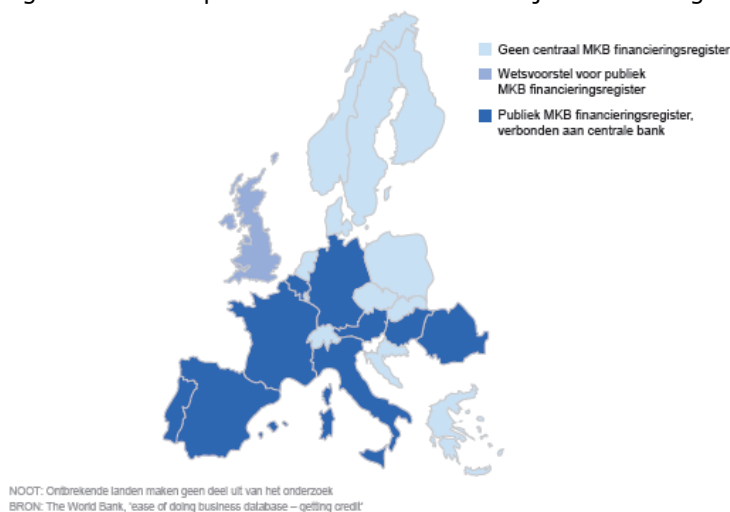 Geen centraal MKB financieringsregister
Wetsvoorstel voor publiek
MKB financieringsregister
Publiek MKB financieringsregister,
verbonden aan centrale bank
NOOT: Ontbrekende landen maken geen deel uit van het onderzoek
BRON: The World Bank, 'ease of doing business database – getting credit'